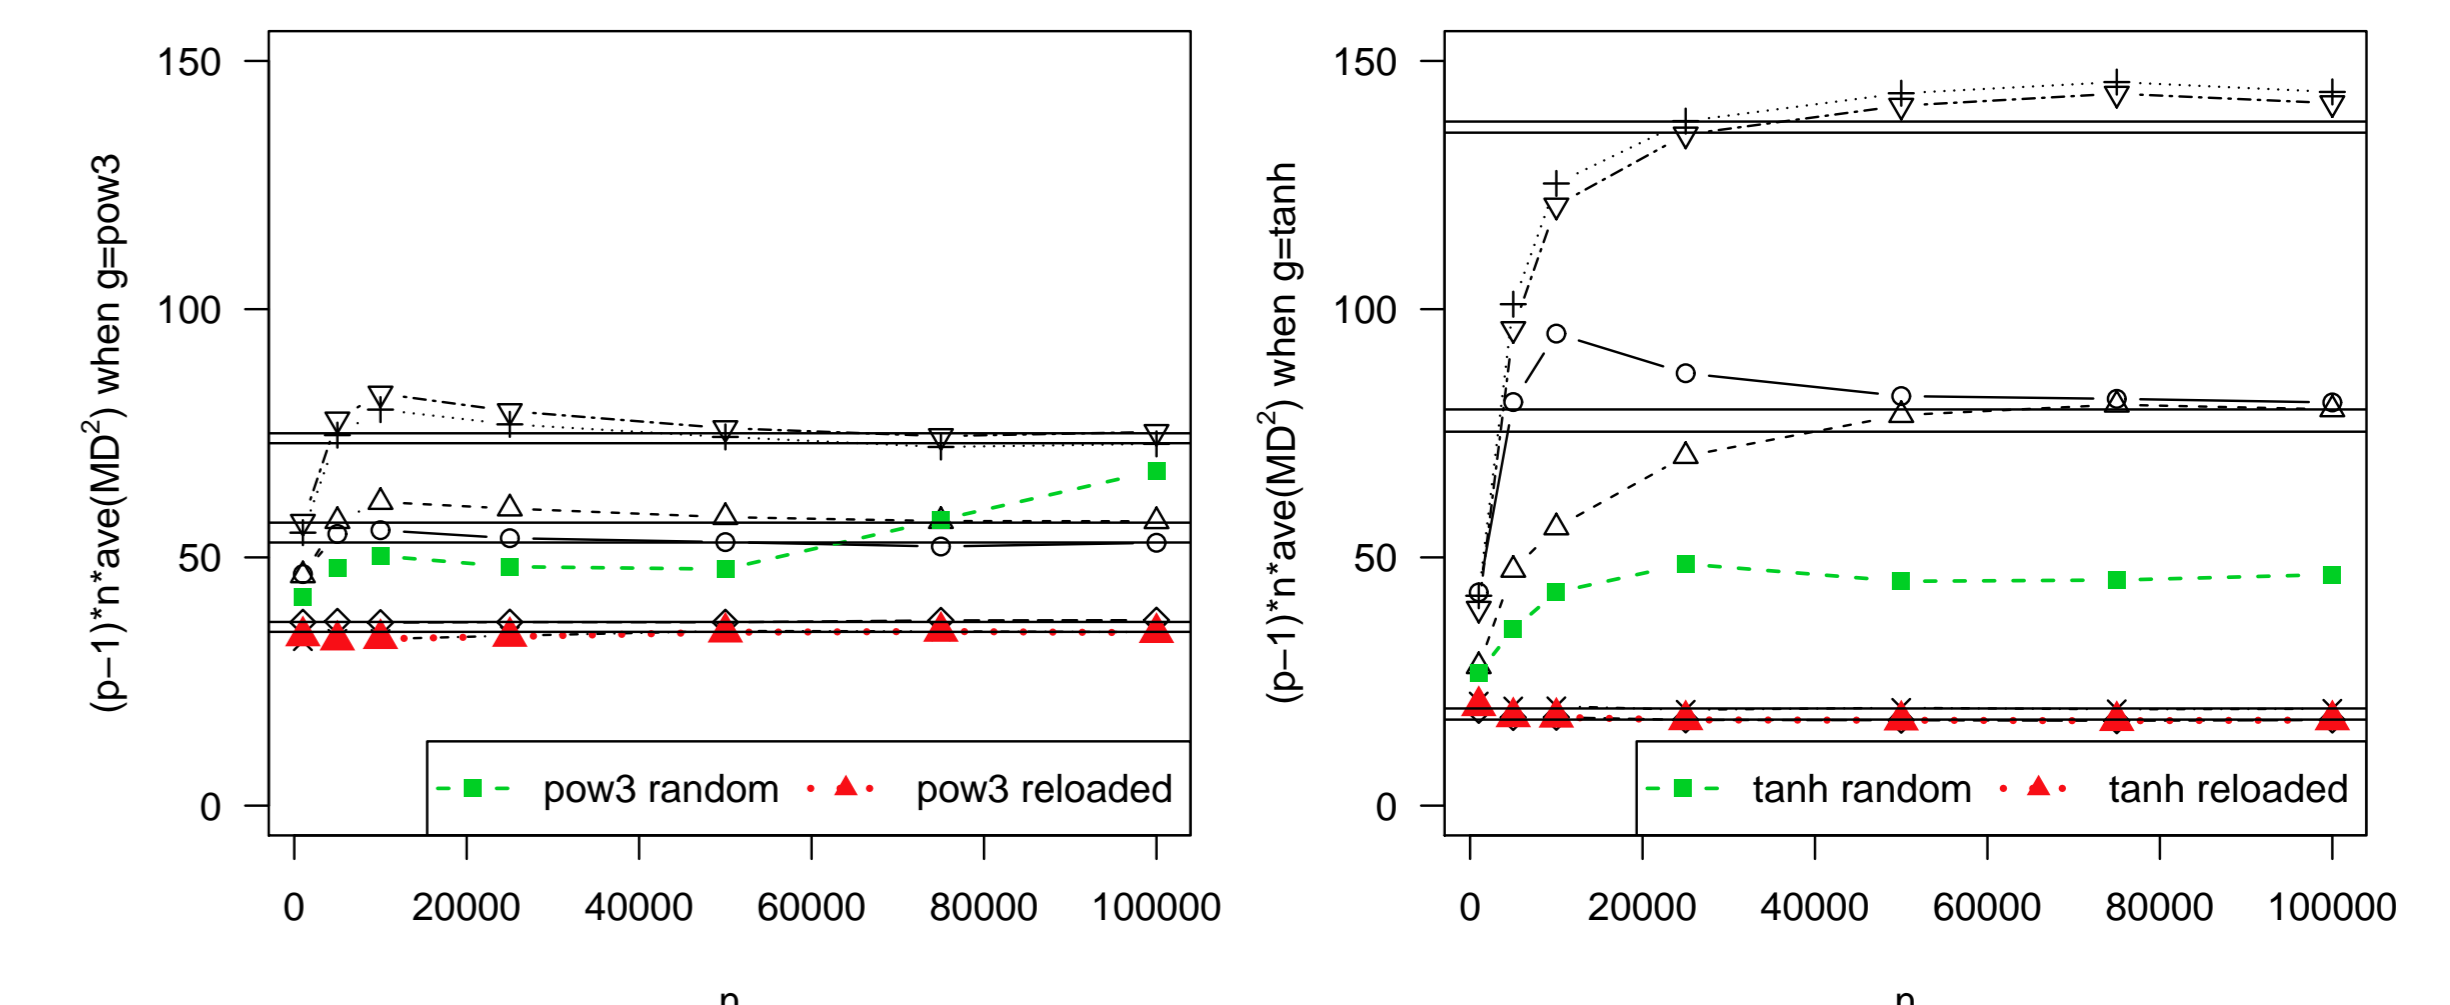 (p−1)*n*ave(MD²) when g=pow3
150
100
50
0
pow3 random
pow3 reloaded
0
20000
40000
60000
80000
100000
n
(p−1)*n*ave(MD²) when g=tanh
150
100
50
0
tanh random
tanh reloaded
0
20000
40000
60000
80000
100000
n